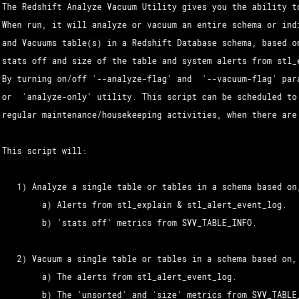 The Redshift Analyze Vacuum Utility gives you the ability to
When run, it will analyze or vacuum an entire schema or indi
and Vacuums table(s) in a Redshift Database schema, based on
stats off and size of the table and system alerts from stl_e
By turning on/off '--analyze-flag' and  '--vacuum-flag' para
or  'analyze-only' utility. This script can be scheduled to
regular maintenance/housekeeping activities, when there are
This script will:
1) Analyze a single table or tables in a schema based on,
a) Alerts from stl_explain & stl_alert_event_log.
b) 'stats off' metrics from SVV_TABLE_INFO.
2) Vacuum a single table or tables in a schema based on,
a) The alerts from stl_alert_event_log.
b) The 'unsorted' and 'size' metrics from SVV_TABLE